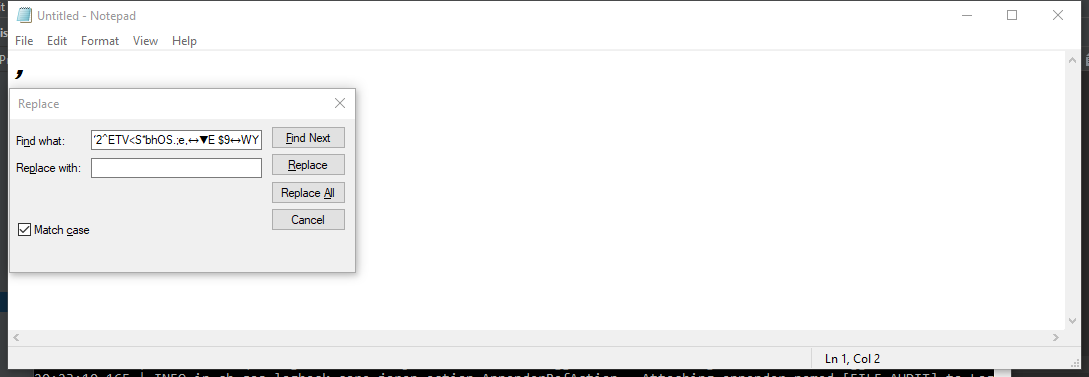 Untitled - Notepad
File Edit Format View Help
,
Replace
Find what: '2^ETV<S*bhOS.;e,↔▼E $9↔WY Find Next
Replace with: Replace
Replace All
Cancel
Match case
Ln 1, Col 2